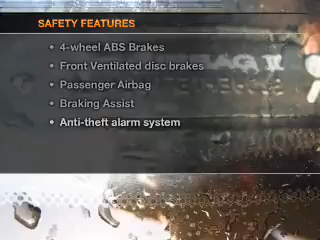 SAFETY FEATURES
• 4-wheel ABS Brakes
• Front Ventilated disc brakes
• Passenger Airbag
• Braking Assist
• Anti-theft alarm system